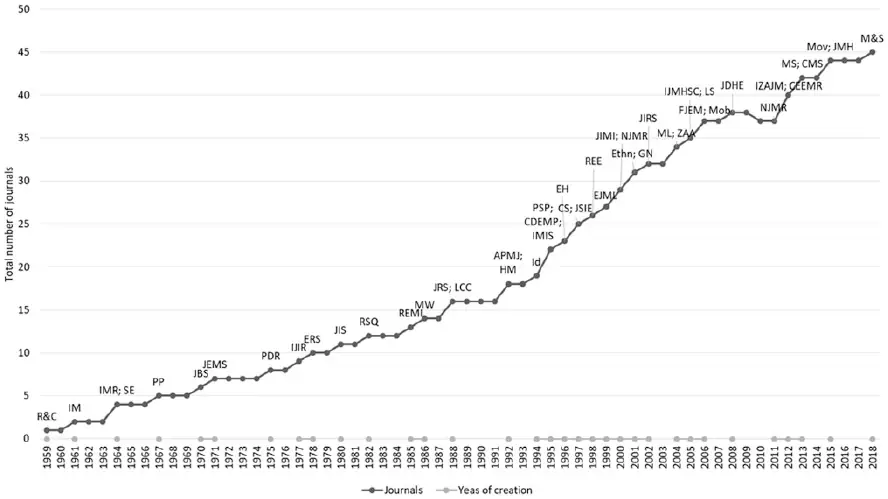 50
45
40
35
30
25
20
15
10
5
0
Total number of journals
R&C
IM
IMR; SE
PP
JBS
JEMS
PDR
IJIR
ERS
JIS
RSQ
REMI
MW
JRS; LCC
APMJ;
HM
Id
CDEMP;
IMIS
PSP; CS; JSIE
EH
REE
EJML
JIMI; NJMR
Ethn; GN
JIRS
ML; ZAA
IJMHSC; LS
FJEM; Mob
JDHE
NJMR
IZAJM; CEEMR
MS; CMS
Mov; JMH
M&S
1959
1960
1961
1962
1963
1964
1965
1966
1967
1968
1969
1970
1971
1972
1973
1974
1975
1976
1977
1978
1979
1980
1981
1982
1983
1984
1985
1986
1987
1988
1989
1990
1991
1992
1993
1994
1995
1996
1997
1998
1999
2000
2001
2002
2003
2004
2005
2006
2007
2008
2009
2010
2011
2012
2013
2014
2015
2016
2017
2018
Journals
Yeas of creation